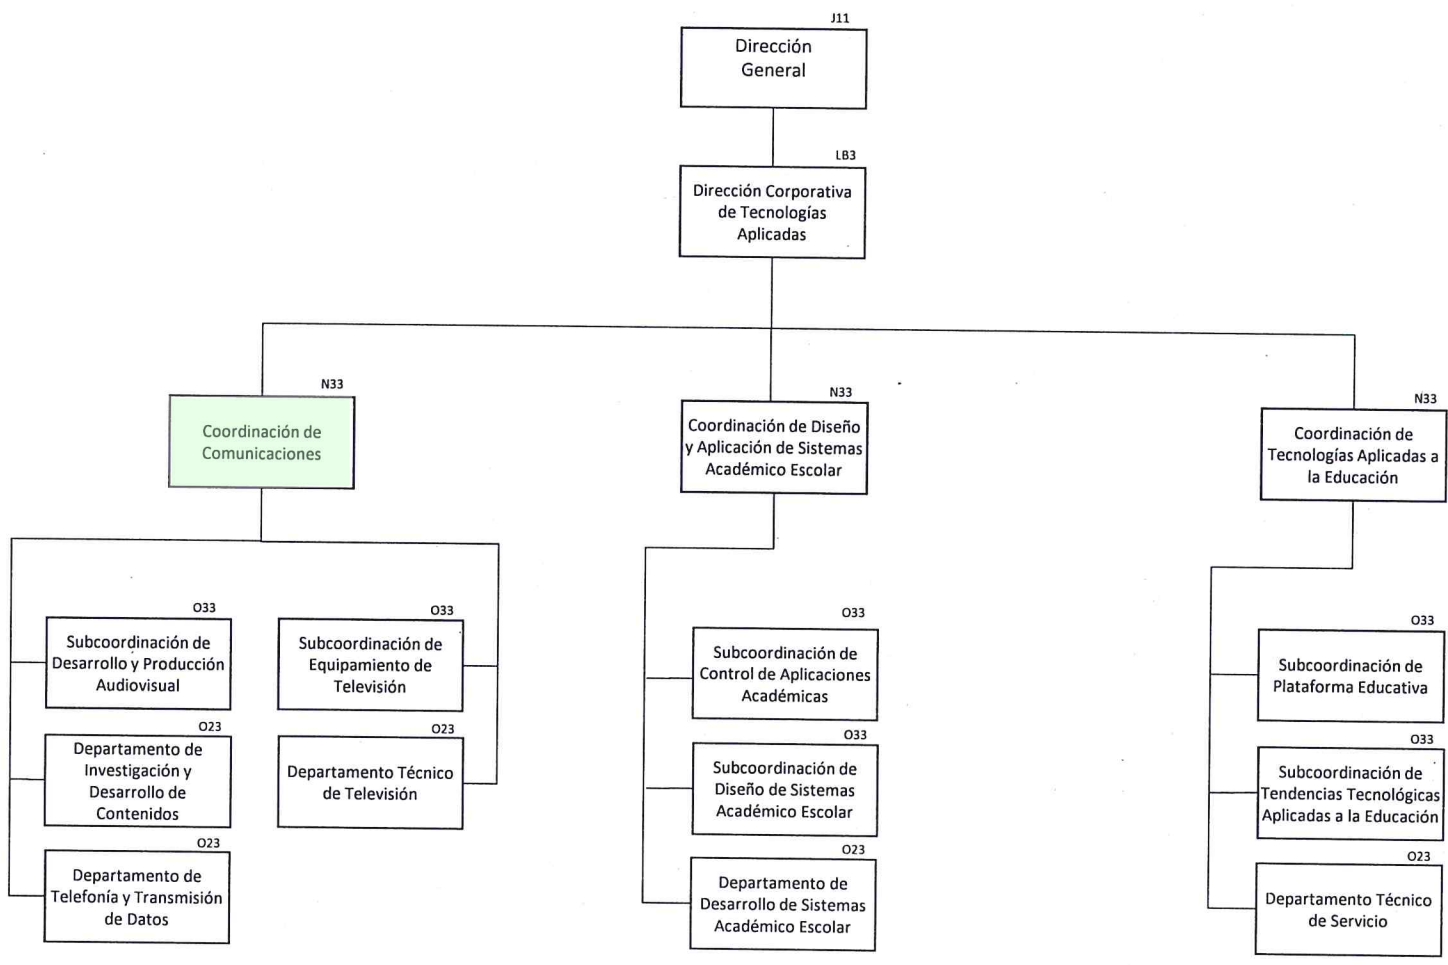 J11
Dirección
General
LB3
Dirección Corporativa
de Tecnologías
Aplicadas
N33
Coordinación de
Comunicaciones
N33
Coordinación de Diseño
y Aplicación de Sistemas
Académico Escolar
N33
Coordinación de
Tecnologías Aplicadas a
la Educación
O33
Subcoordinación de
Desarrollo y Producción
Audiovisual
O23
Departamento de
Investigación y
Desarrollo de
Contenidos
O23
Departamento de
Telefonía y Transmisión
de Datos
O33
Subcoordinación de
Equipamiento de
Televisión
O23
Departamento Técnico
de Televisión
O33
Subcoordinación de
Control de Aplicaciones
Académicas
O33
Subcoordinación de
Diseño de Sistemas
Académico Escolar
O23
Departamento de
Desarrollo de Sistemas
Académico Escolar
O33
Subcoordinación de
Plataforma Educativa
O33
Subcoordinación de
Tendencias Tecnológicas
Aplicadas a la Educación
O23
Departamento Técnico
de Servicio